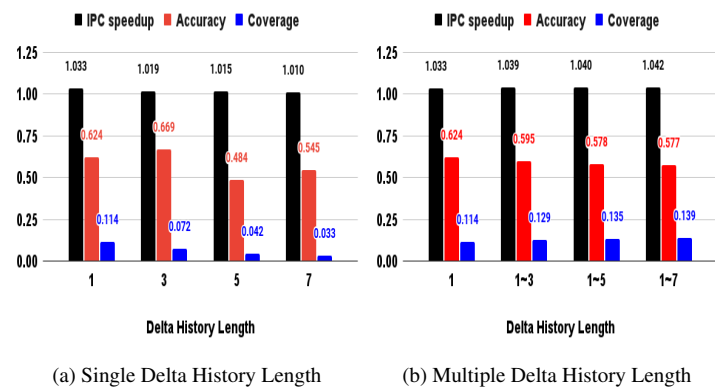 IPC speedup Accuracy Coverage
1.25
1.00
0.75
0.50
0.25
0.00
1.033 1.019 1.015 1.010
0.624 0.669 0.484 0.545
0.114 0.072 0.042 0.033
1 3 5 7
Delta History Length
(a) Single Delta History Length
IPC speedup Accuracy Coverage
1.25
1.00
0.75
0.50
0.25
0.00
1.033 1.039 1.040 1.042
0.624 0.595 0.578 0.577
0.114 0.129 0.135 0.139
1 1~3 1~5 1~7
Delta History Length
(b) Multiple Delta History Length